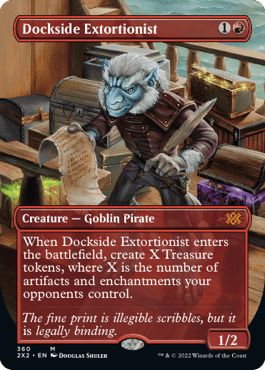 Dockside Extortionist 1
Creature — Goblin Pirate
When Dockside Extortionist enters
the battlefield, create X Treasure
tokens, where X is the number of
artifacts and enchantments your
opponents control.
The fine print is illegible scribbles, but it
is legally binding.
1/2
360 M
2X2 • EN DOUGLAS SHULER ™ & © 2022 Wizards of the Coast